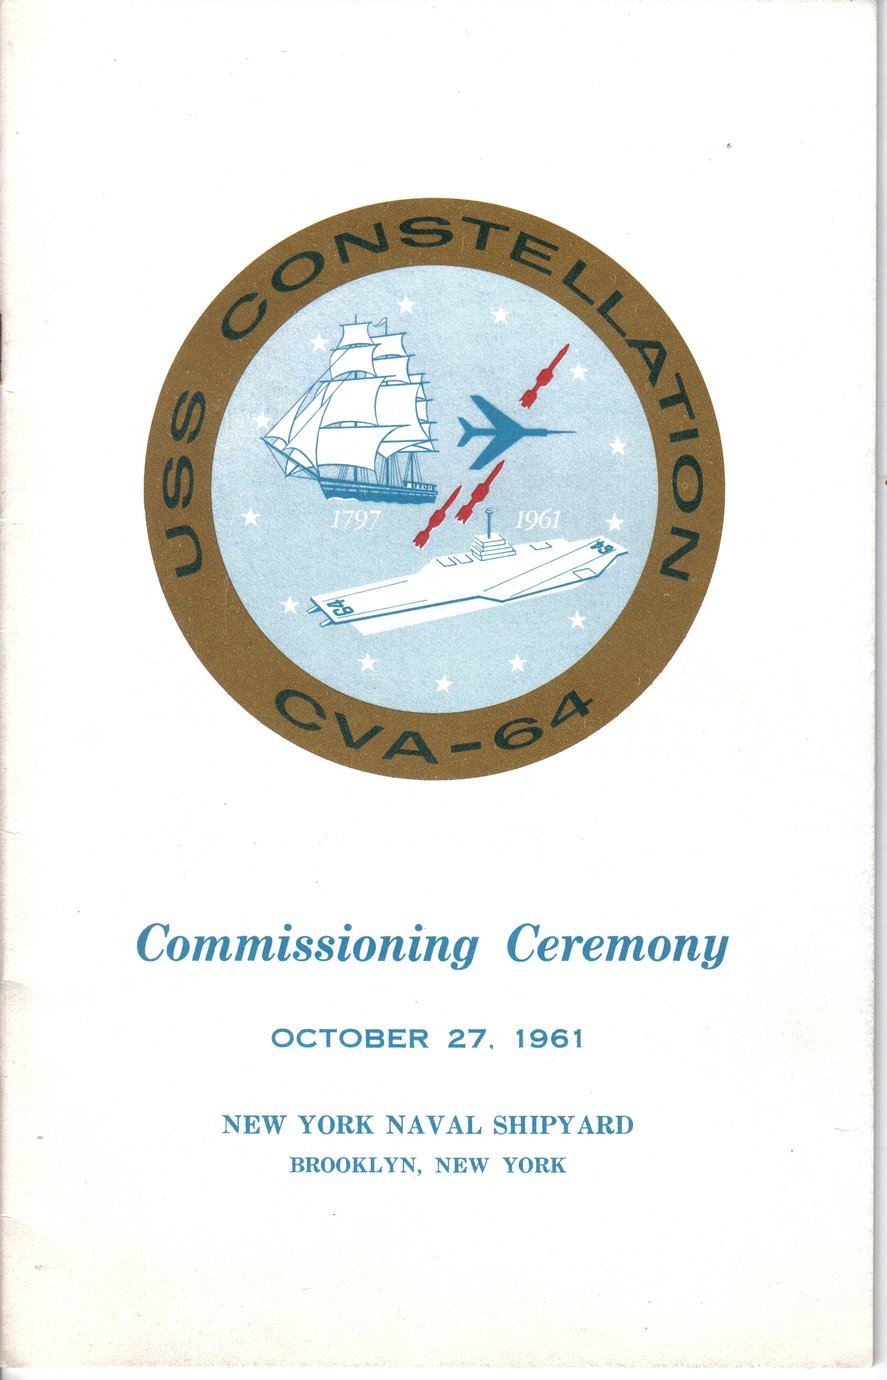 USS CONSTELLATION
1797
1961
64
64
CVA-64
Commissioning Ceremony
OCTOBER 27, 1961
NEW YORK NAVAL SHIPYARD
BROOKLYN, NEW YORK